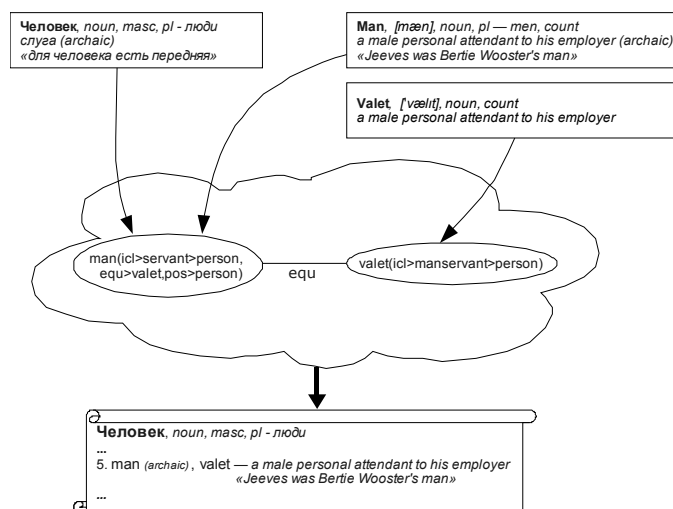 Человек, noun, masc, pl - люди
слуга (archaic)
«для человека есть передняя»
Man, [mæn], noun, pl — men, count
a male personal attendant to his employer (archaic)
«Jeeves was Bertie Wooster's man»
Valet, ['vælıt], noun, count
a male personal attendant to his employer
man(icl>servant>person,
equ>valet,pos>person)
equ
valet(icl>manservant>person)
Человек, noun, masc, pl - люди
...
5. man (archaic) , valet — a male personal attendant to his employer
«Jeeves was Bertie Wooster's man»
...